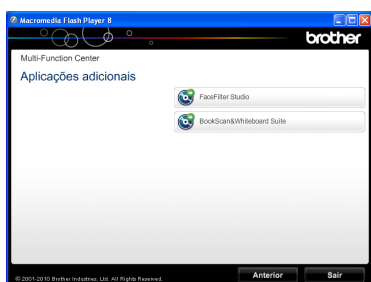 Macromedia Flash Player 8
brother
Multi-Function Center
Aplicações adicionais
FaceFilter Studio
BookScan&Whiteboard Suite
© 2001-2010 Brother Industries, Ltd. All Rights Reserved.
Anterior
Sair